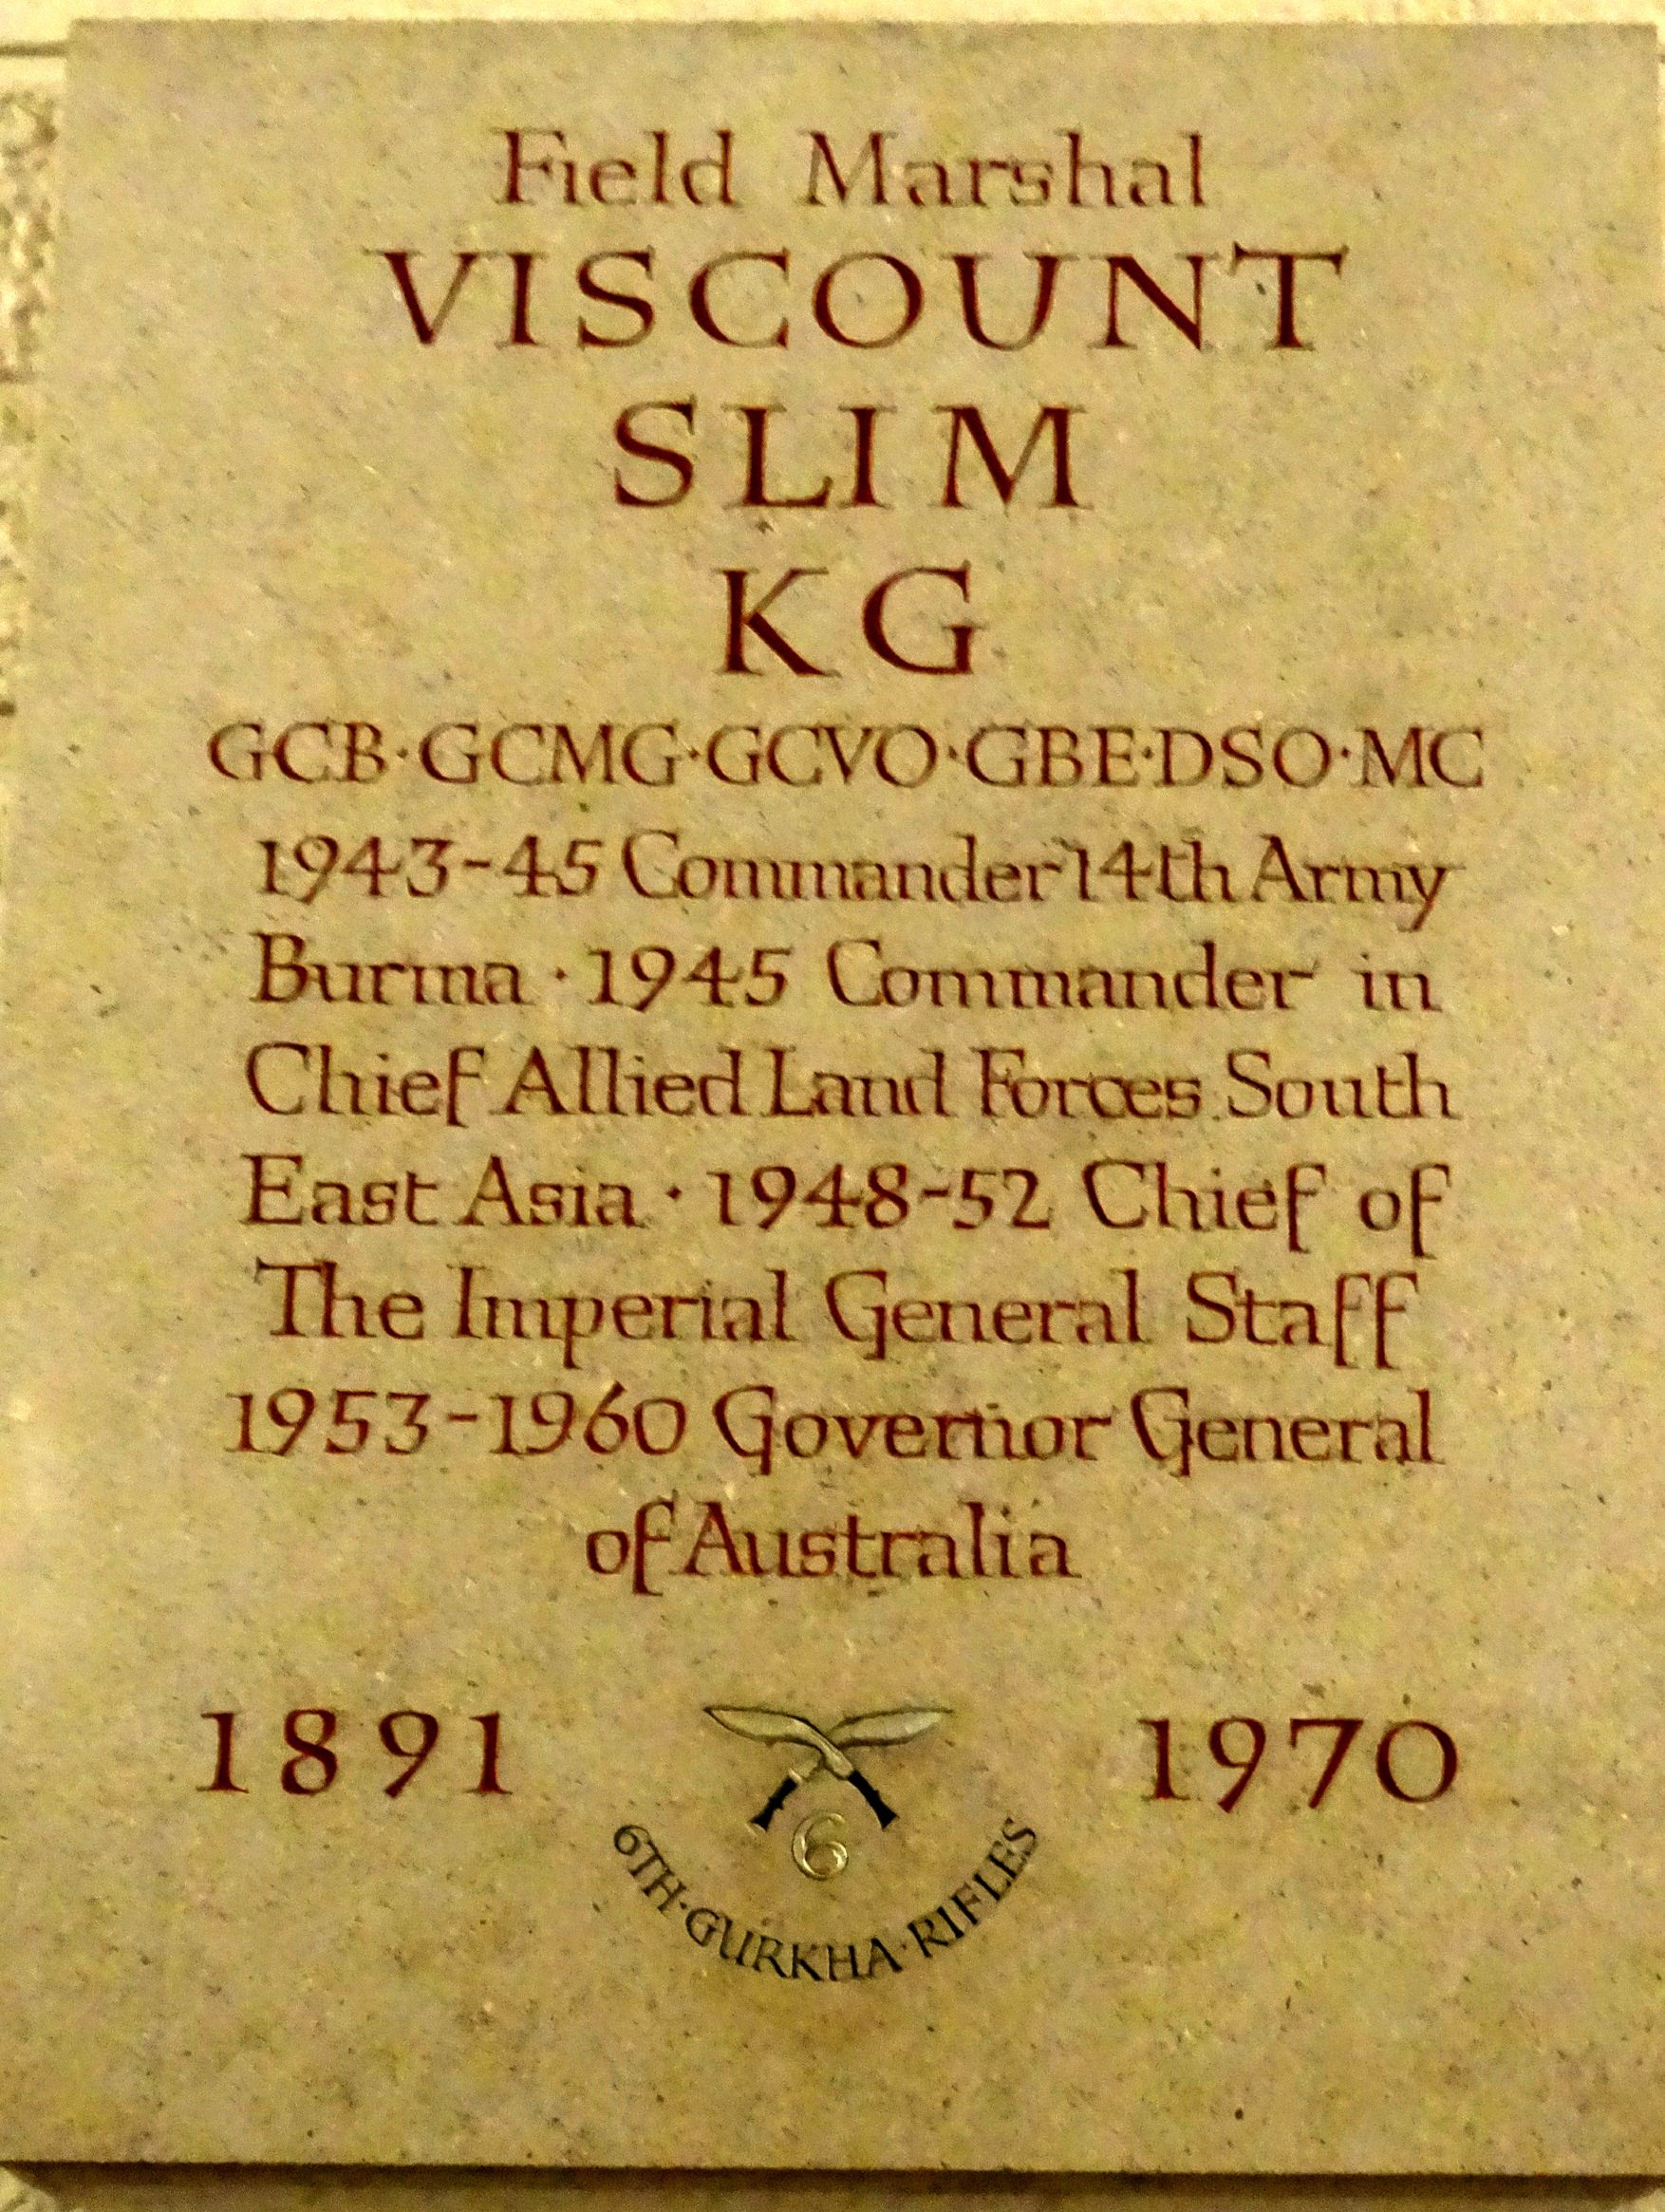 Field Marshal
VISCOUNT
SLIM
KG
GCB·GCMG·GCVO·GBE·DSO·MC
1943-45 Commander 14th Army
Burma · 1945 Commander in
Chief Allied Land Forces South
East Asia · 1948-52 Chief of
The Imperial General Staff
1953-1960 Governor General
of Australia
1891 1970
6
6TH·GURKHA·RIFLES